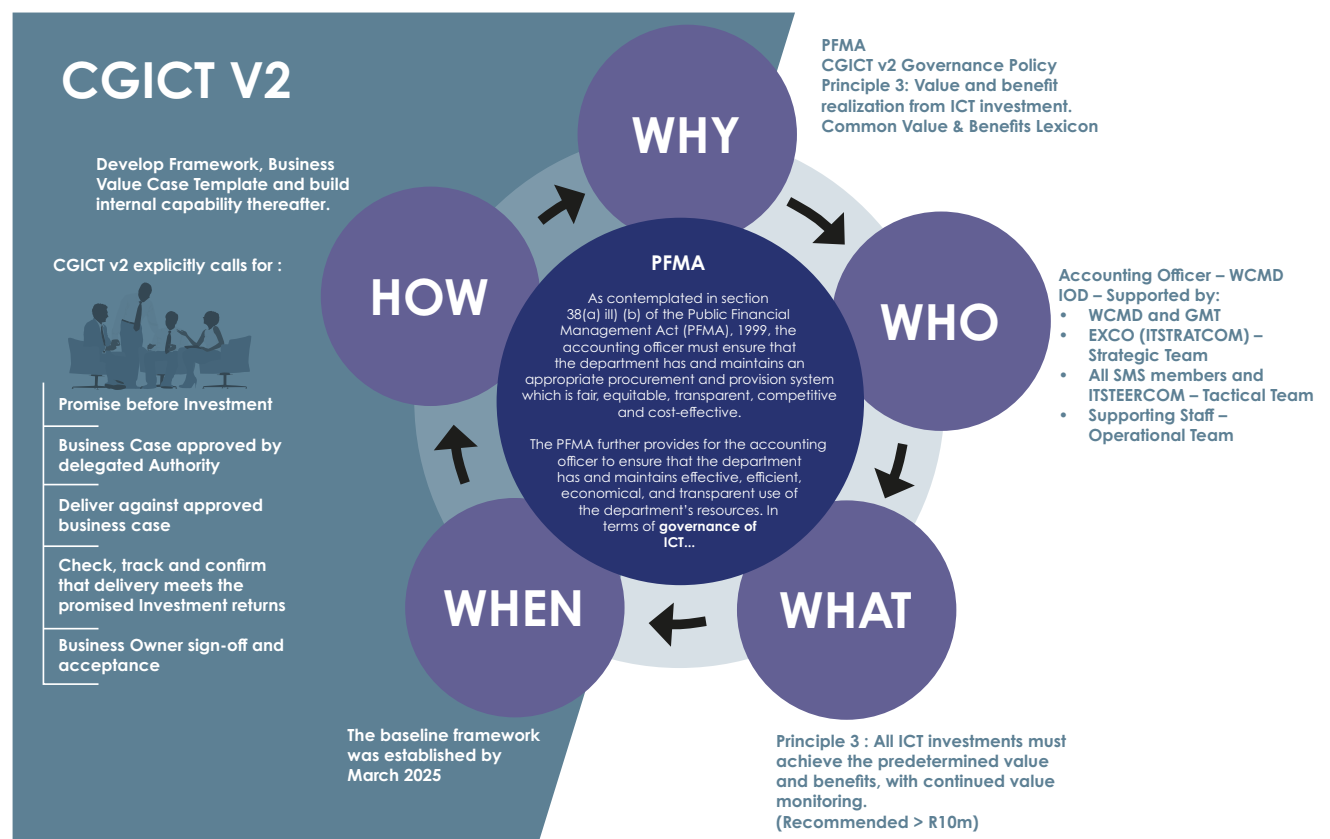 CGICT V2
Develop Framework, Business
Value Case Template and build
internal capability thereafter.
CGICT v2 explicitly calls for :
Promise before Investment
Business Case approved by
delegated Authority
Deliver against approved
business case
Check, track and confirm
that delivery meets the
promised Investment returns
Business Owner sign-off and
acceptance
WHY
PFMA
CGICT v2 Governance Policy
Principle 3: Value and benefit
realization from ICT investment.
Common Value & Benefits Lexicon
WHO
Accounting Officer – WCMD
IOD – Supported by:
• WCMD and GMT
• EXCO (ITSTRATCOM) –
Strategic Team
• All SMS members and
ITSTEERCOM – Tactical Team
• Supporting Staff –
Operational Team
WHAT
Principle 3 : All ICT investments must
achieve the predetermined value
and benefits, with continued value
monitoring.
(Recommended > R10m)
WHEN
The baseline framework
was established by
March 2025
HOW
PFMA
As contemplated in section
38(a) iII) (b) of the Public Financial
Management Act (PFMA), 1999, the
accounting officer must ensure that
the department has and maintains an
appropriate procurement and provision system
which is fair, equitable, transparent, competitive
and cost-effective.
The PFMA further provides for the accounting
officer to ensure that the department
has and maintains effective, efficient,
economical, and transparent use of
the department's resources. In
terms of governance of
ICT...